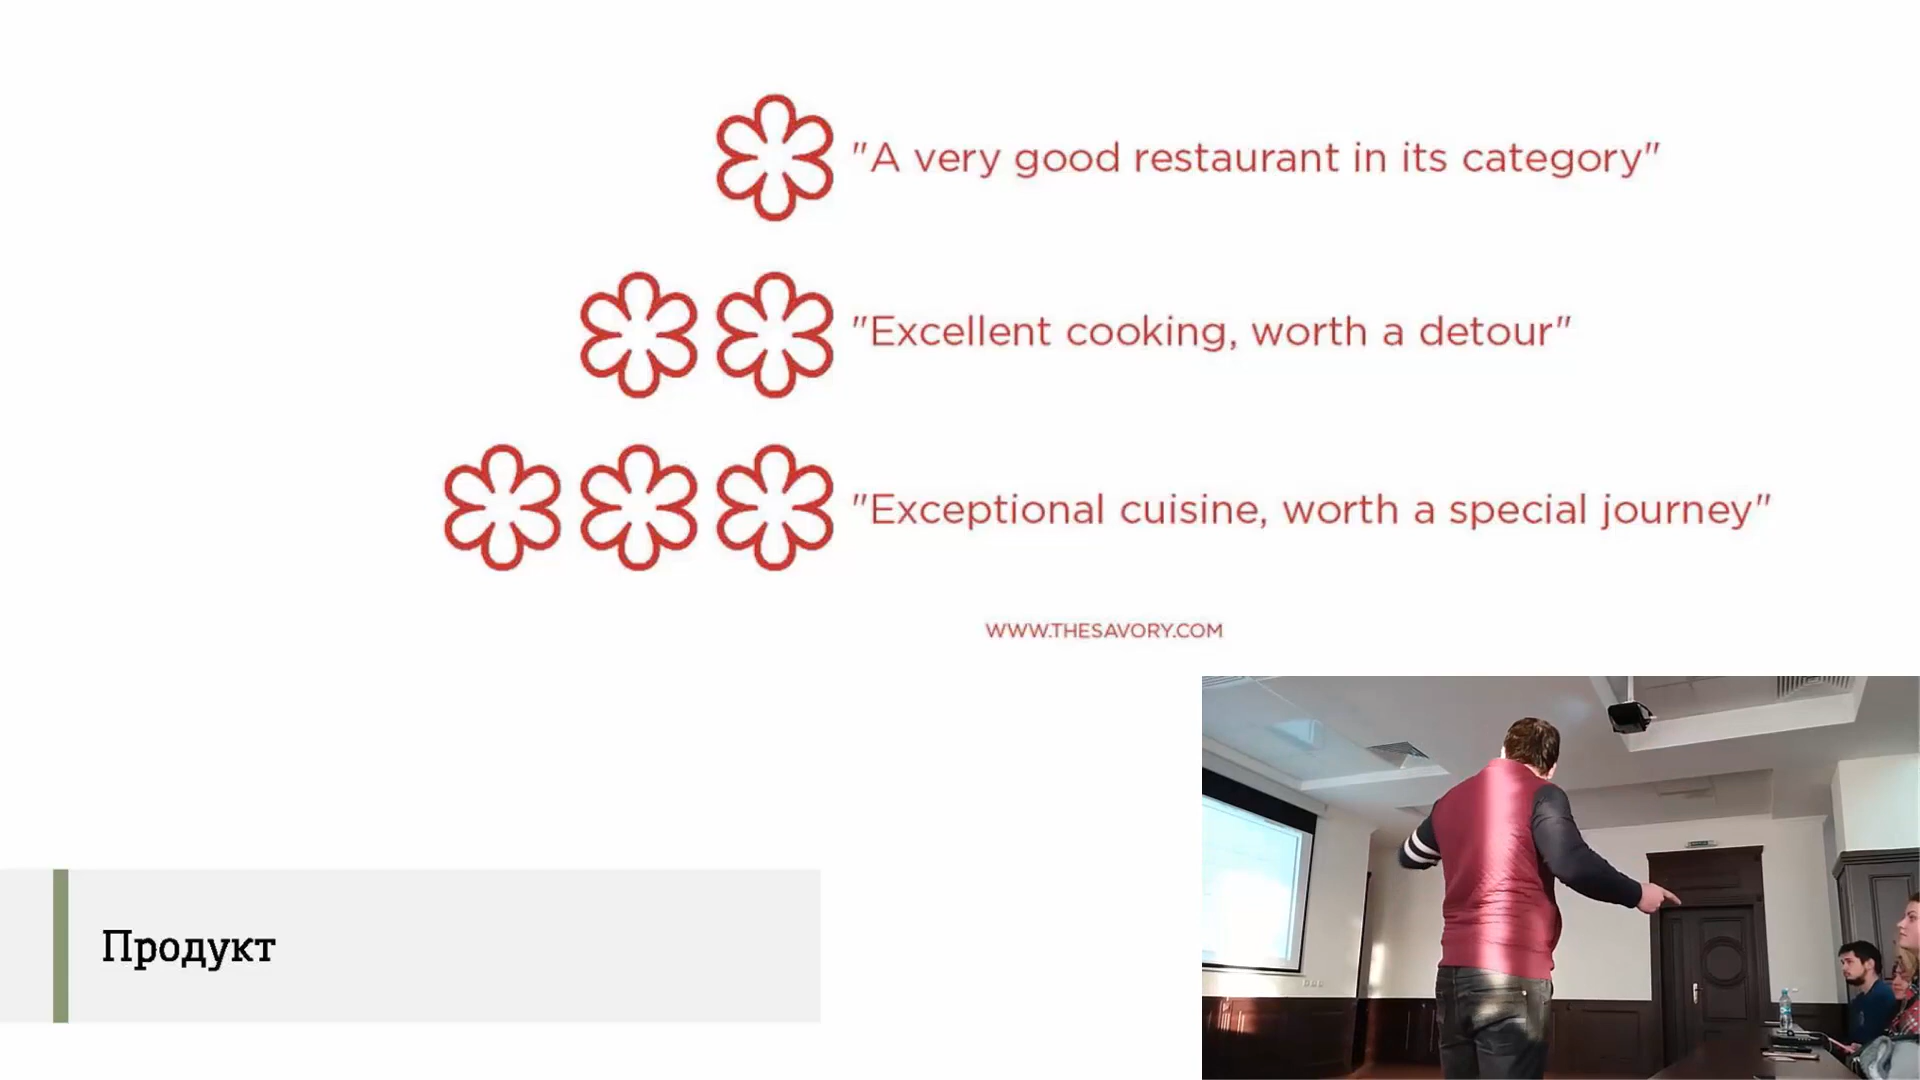 "A very good restaurant in its category"
"Excellent cooking, worth a detour"
"Exceptional cuisine, worth a special journey"
WWW.THESAVORY.COM
Продукт